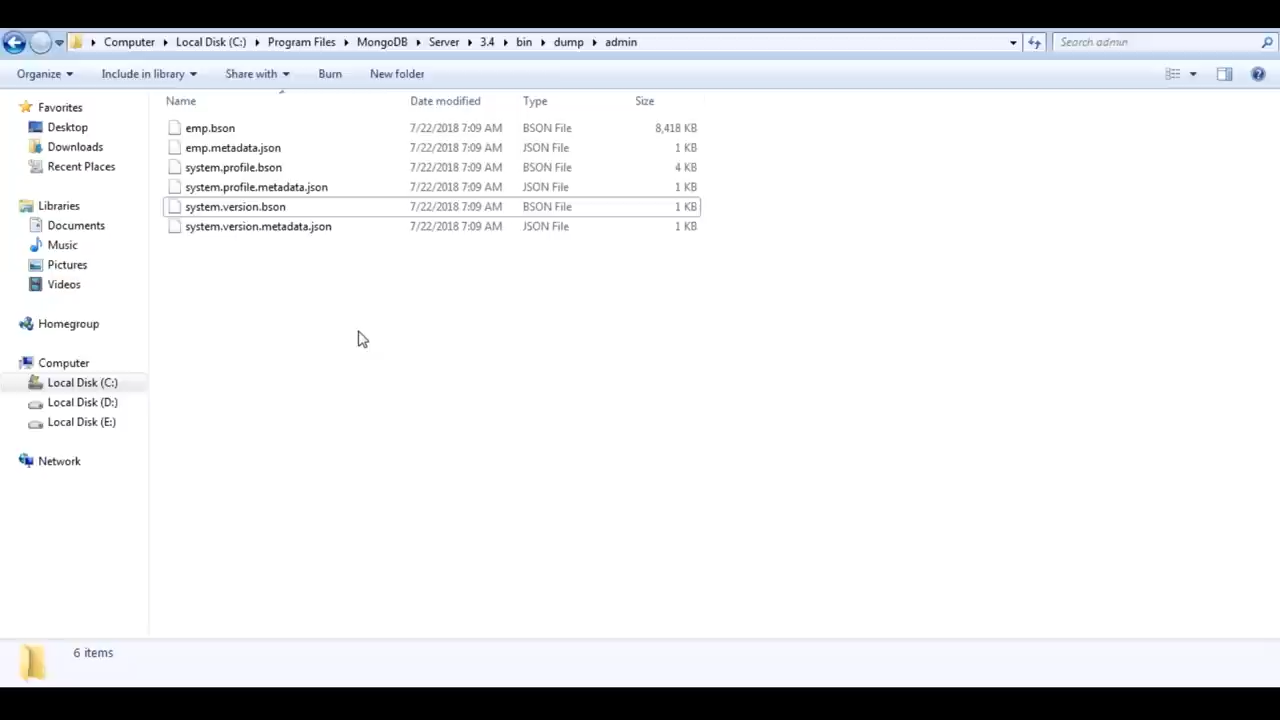 Computer Local Disk (C:) Program Files MongoDB Server 3.4 bin dump admin Search admin
Organize Include in library Share with Burn New folder
Name Date modified Type Size
Favorites
Desktop
Downloads
Recent Places
Libraries
Documents
Music
Pictures
Videos
Homegroup
Computer
Local Disk (C:)
Local Disk (D:)
Local Disk (E:)
Network
emp.bson 7/22/2018 7:09 AM BSON File 8,418 KB
emp.metadata.json 7/22/2018 7:09 AM JSON File 1 KB
system.profile.bson 7/22/2018 7:09 AM BSON File 4 KB
system.profile.metadata.json 7/22/2018 7:09 AM JSON File 1 KB
system.version.bson 7/22/2018 7:09 AM BSON File 1 KB
system.version.metadata.json 7/22/2018 7:09 AM JSON File 1 KB
6 items